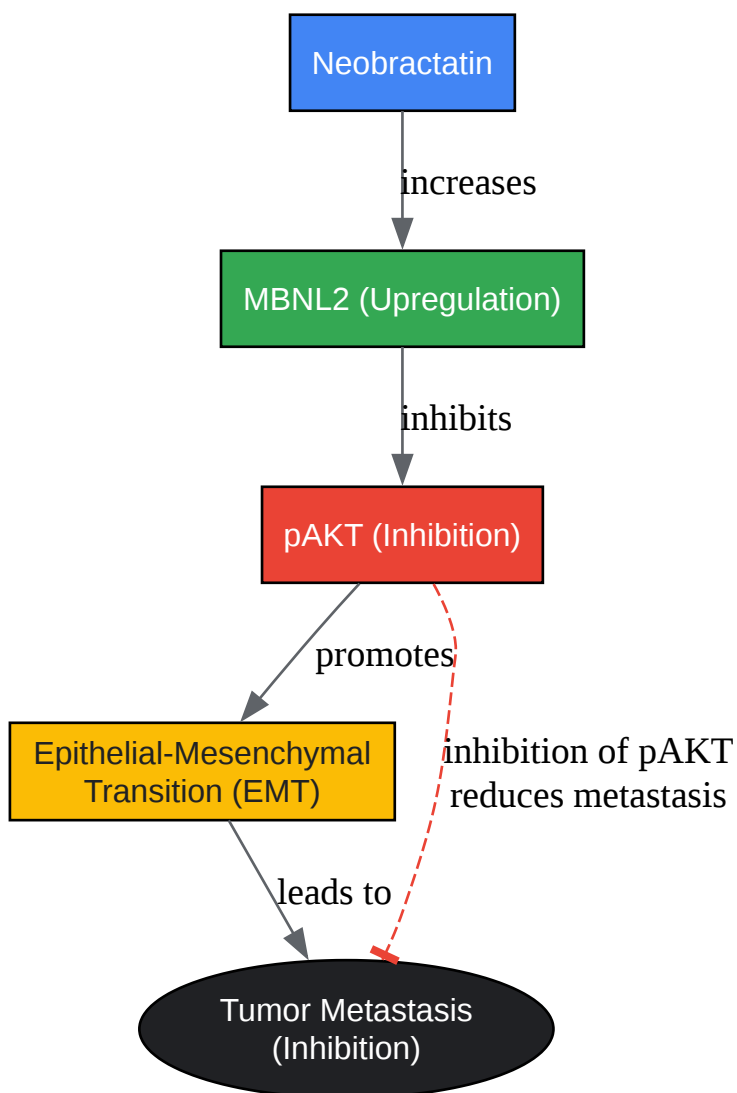 Neobractatin
increases
MBNL2 (Upregulation)
inhibits
pAKT (Inhibition)
promotes
Epithelial-Mesenchymal
Transition (EMT)
inhibition of pAKT
reduces metastasis
leads to
Tumor Metastasis
(Inhibition)